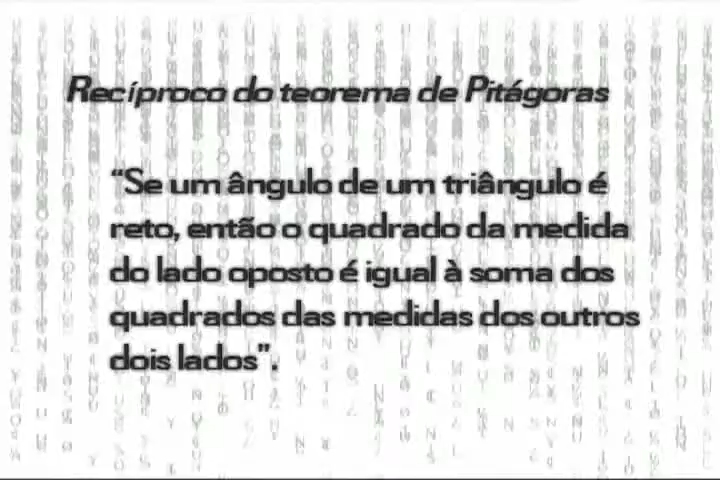 Recíproco do teorema de Pitágoras
“Se um ângulo de um triângulo é
reto, então o quadrado da medida
do lado oposto é igual à soma dos
quadrados das medidas dos outros
dois lados”.